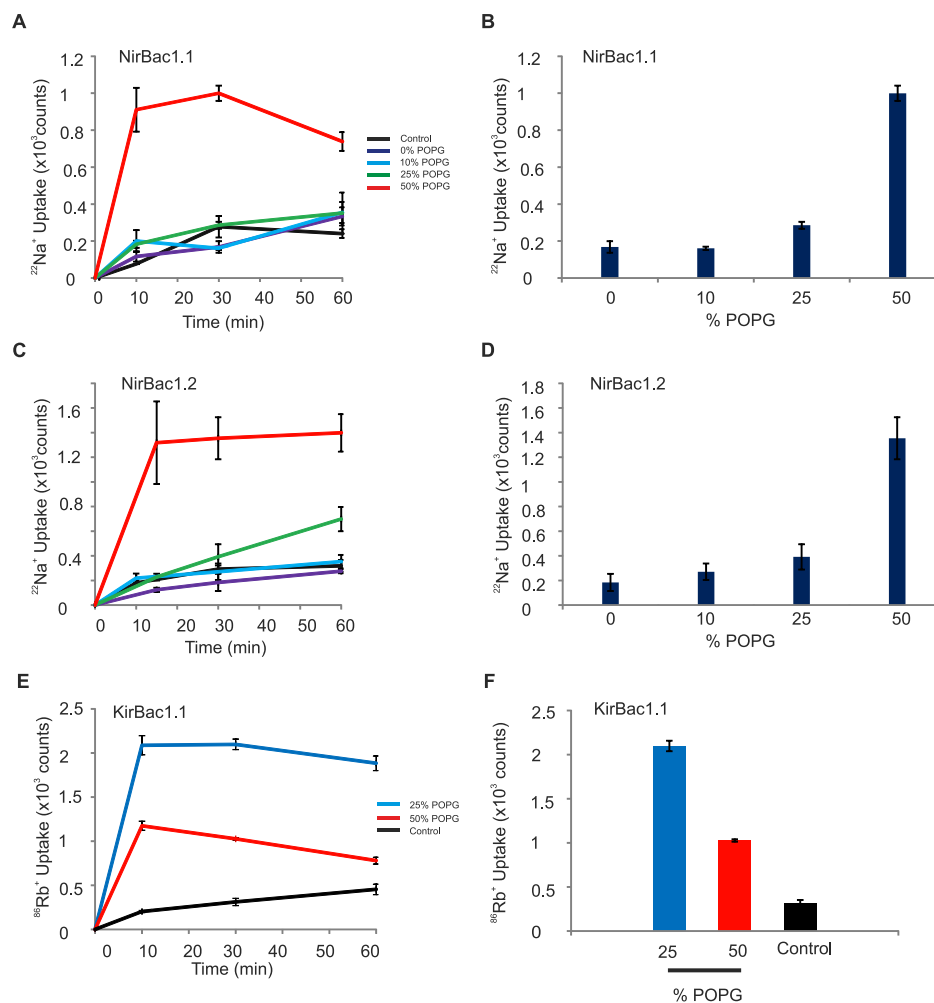 A
NirBac1.1
²²Na⁺ Uptake (x10³counts)
1.2
1
0.8
0.6
0.4
0.2
0
0 10 20 30 40 50 60
Time (min)
Control
0% POPG
10% POPG
25% POPG
50% POPG
B
NirBac1.1
²²Na⁺ Uptake (x10³counts)
1.2
1
0.8
0.6
0.4
0.2
0
0 10 25 50
% POPG
C
NirBac1.2
²²Na⁺ Uptake (x10³counts)
1.6
1.2
0.8
0.4
0
0 10 20 30 40 50 60
Time (min)
D
NirBac1.2
²²Na⁺ Uptake (x10³counts)
1.8
1.6
1.4
1.2
1
0.8
0.6
0.4
0.2
0
0 10 25 50
% POPG
E
KirBac1.1
⁸⁶Rb⁺ Uptake (x10³ counts)
2.5
2
1.5
1
0.5
0
0 10 20 30 40 50 60
Time (min)
25% POPG
50% POPG
Control
F
KirBac1.1
⁸⁶Rb⁺ Uptake (x10³ counts)
2.5
2
1.5
1
0.5
0
25 50 Control
% POPG